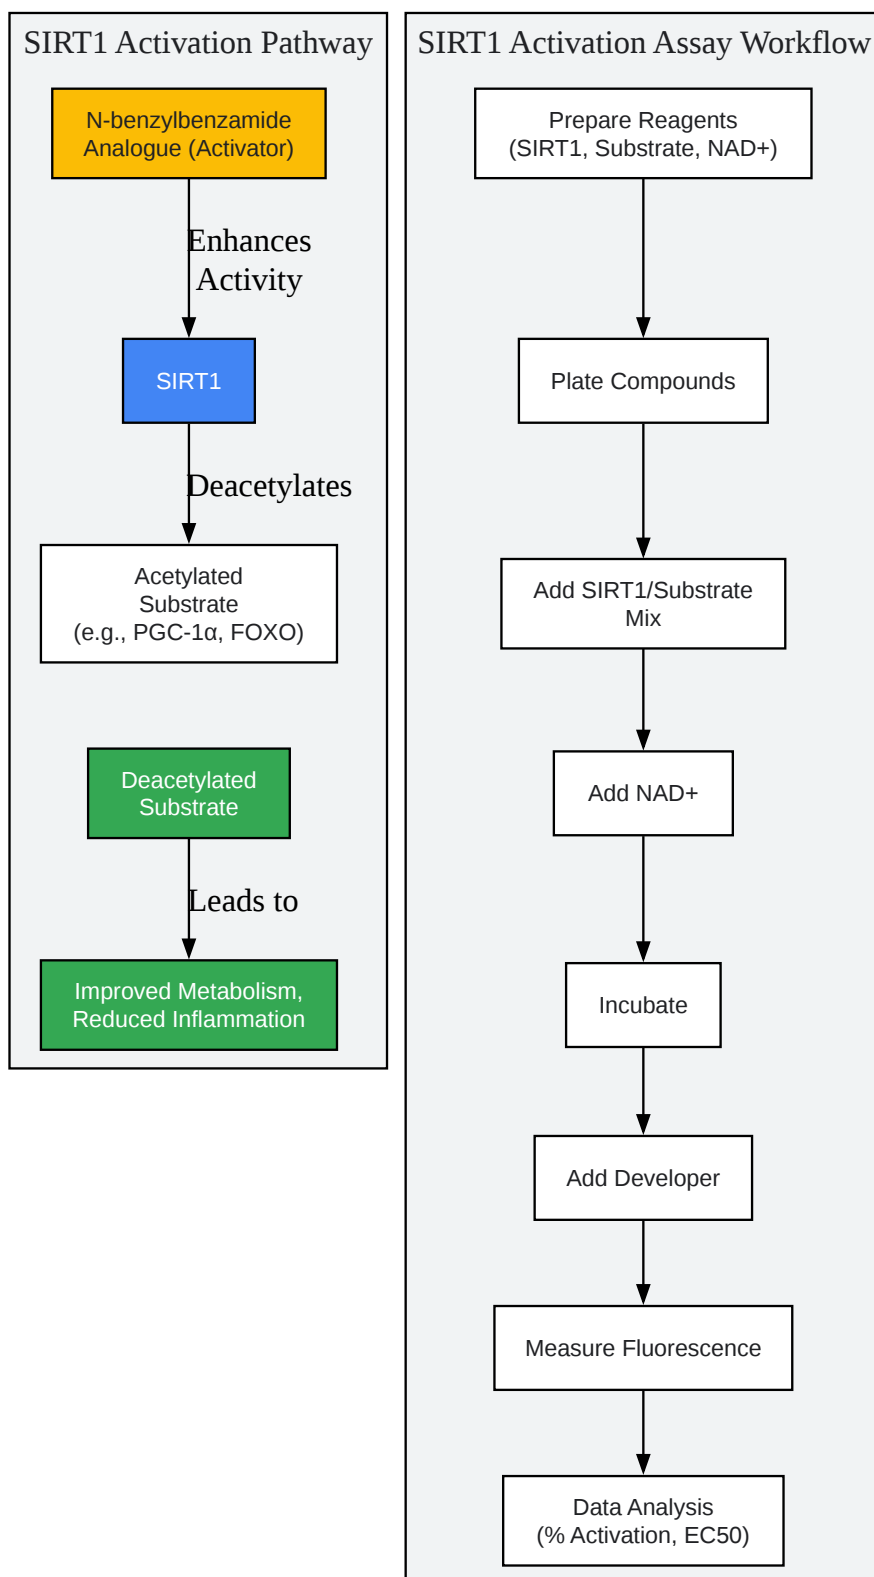 SIRT1 Activation Pathway
N-benzylbenzamide
Analogue (Activator)
Enhances
Activity
SIRT1
Deacetylates
Acetylated
Substrate
(e.g., PGC-1α, FOXO)
Deacetylated
Substrate
Leads to
Improved Metabolism,
Reduced Inflammation
SIRT1 Activation Assay Workflow
Prepare Reagents
(SIRT1, Substrate, NAD+)
Plate Compounds
Add SIRT1/Substrate
Mix
Add NAD+
Incubate
Add Developer
Measure Fluorescence
Data Analysis
(% Activation, EC50)